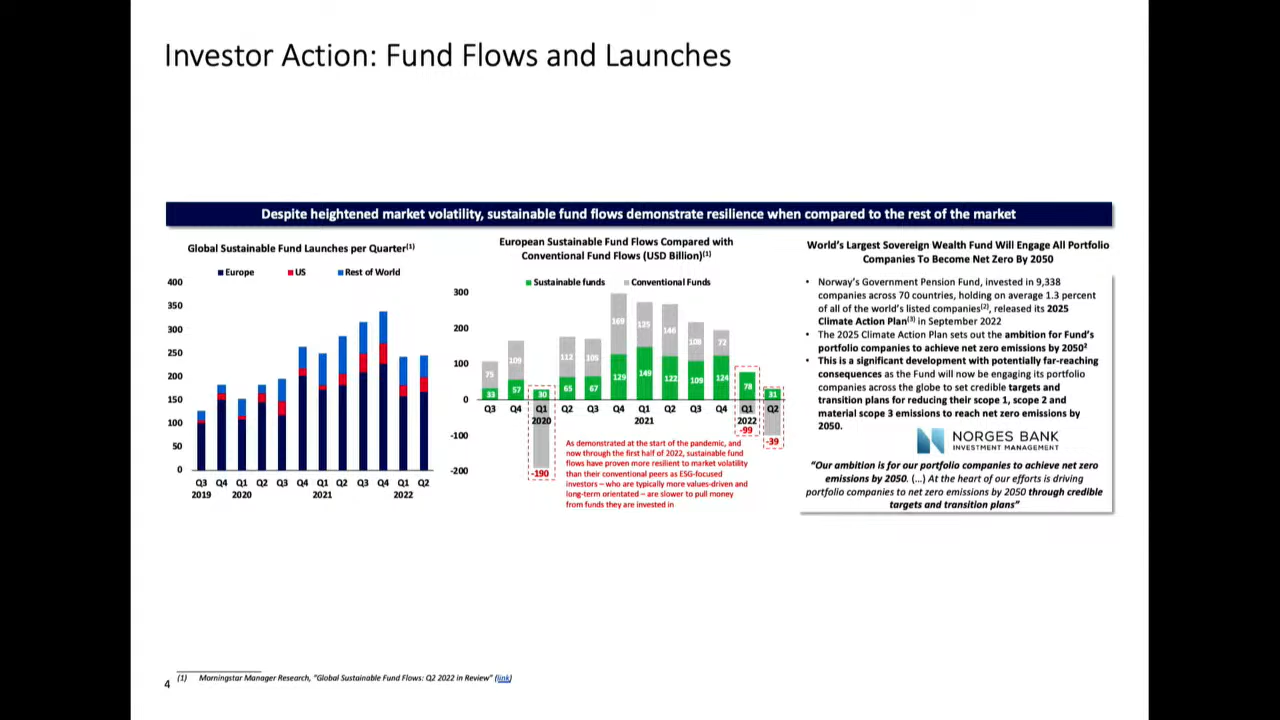 Investor Action: Fund Flows and Launches
Despite heightened market volatility, sustainable fund flows demonstrate resilience when compared to the rest of the market
Global Sustainable Fund Launches per Quarter(1)
Europe US Rest of World
400
350
300
250
200
150
100
50
0
Q3 Q4 Q1 Q2 Q3 Q4 Q1 Q2 Q3 Q4 Q1 Q2
2019 2020 2021 2022
European Sustainable Fund Flows Compared with
Conventional Fund Flows (USD Billion)(1)
Sustainable funds Conventional Funds
300
200
100
0
-100
-200
75 109 112 105 169 125 146 108 72
33 57 30 65 67 129 149 122 109 124 78 31
Q3 Q4 Q1 Q2 Q3 Q4 Q1 Q2 Q3 Q4 Q1 Q2
2020 2021 2022
-190 -99 -39
As demonstrated at the start of the pandemic, and
now through the first half of 2022, sustainable fund
flows have proven more resilient to market volatility
than their conventional peers as ESG-focused
investors – who are typically more values-driven and
long-term orientated – are slower to pull money
from funds they are invested in
World's Largest Sovereign Wealth Fund Will Engage All Portfolio
Companies To Become Net Zero By 2050
• Norway's Government Pension Fund, invested in 9,338
companies across 70 countries, holding on average 1.3 percent
of all of the world's listed companies(2), released its 2025
Climate Action Plan(3) in September 2022
• The 2025 Climate Action Plan sets out the ambition for Fund's
portfolio companies to achieve net zero emissions by 2050²
• This is a significant development with potentially far-reaching
consequences as the Fund will now be engaging its portfolio
companies across the globe to set credible targets and
transition plans for reducing their scope 1, scope 2 and
material scope 3 emissions to reach net zero emissions by
2050.
NORGES BANK
INVESTMENT MANAGEMENT
"Our ambition is for our portfolio companies to achieve net zero
emissions by 2050. (...) At the heart of our efforts is driving
portfolio companies to net zero emissions by 2050 through credible
targets and transition plans"
(1) Morningstar Manager Research, "Global Sustainable Fund Flows: Q2 2022 in Review" (link)
4